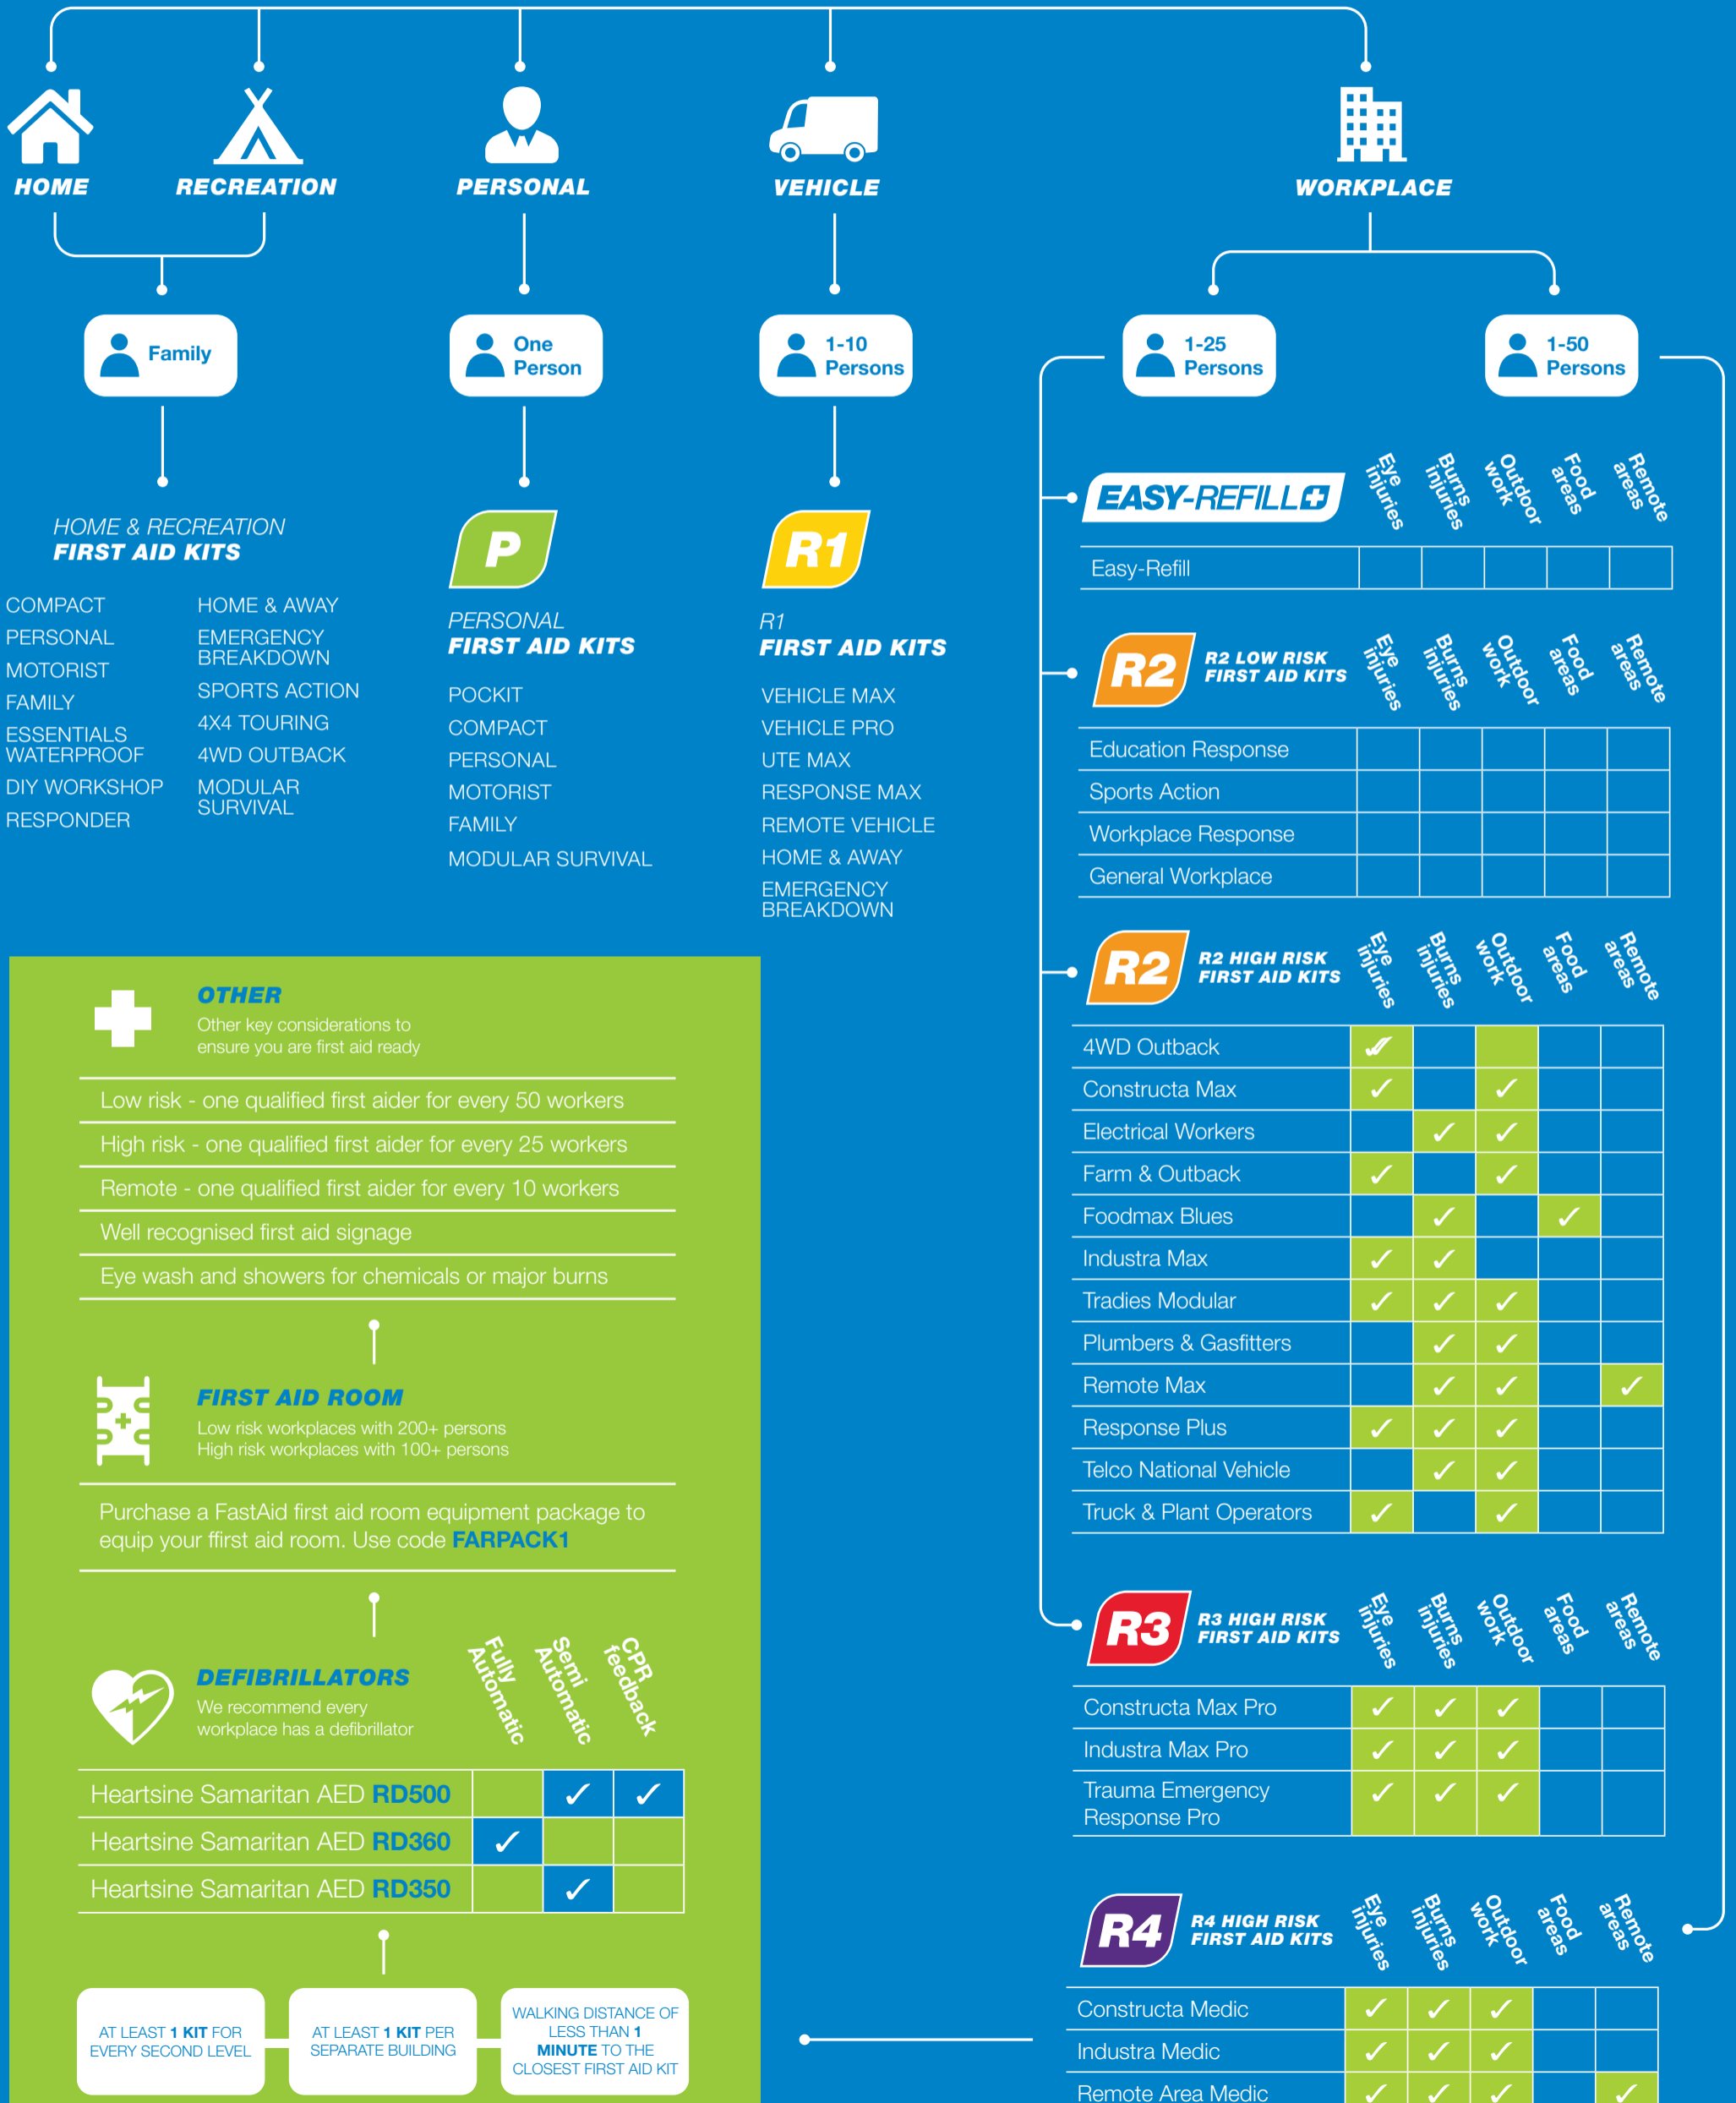 HOME
RECREATION
PERSONAL
VEHICLE
WORKPLACE
Family
One
Person
1-10
Persons
1-25
Persons
1-50
Persons
HOME & RECREATION
FIRST AID KITS
COMPACT
PERSONAL
MOTORIST
FAMILY
ESSENTIALS
WATERPROOF
DIY WORKSHOP
RESPONDER
HOME & AWAY
EMERGENCY
BREAKDOWN
SPORTS ACTION
4X4 TOURING
4WD OUTBACK
MODULAR
SURVIVAL
P
PERSONAL
FIRST AID KITS
POCKIT
COMPACT
PERSONAL
MOTORIST
FAMILY
MODULAR SURVIVAL
R1
R1
FIRST AID KITS
VEHICLE MAX
VEHICLE PRO
UTE MAX
RESPONSE MAX
REMOTE VEHICLE
HOME & AWAY
EMERGENCY
BREAKDOWN
EASY-REFILL
Eye
injuries
Burns
injuries
Outdoor
work
Food
areas
Remote
areas
Easy-Refill
R2
R2 LOW RISK
FIRST AID KITS
Eye
injuries
Burns
injuries
Outdoor
work
Food
areas
Remote
areas
Education Response
Sports Action
Workplace Response
General Workplace
R2
R2 HIGH RISK
FIRST AID KITS
Eye
injuries
Burns
injuries
Outdoor
work
Food
areas
Remote
areas
4WD Outback ✓✓
Constructa Max ✓ ✓
Electrical Workers ✓ ✓
Farm & Outback ✓ ✓
Foodmax Blues ✓ ✓
Industra Max ✓ ✓
Tradies Modular ✓ ✓ ✓
Plumbers & Gasfitters ✓ ✓
Remote Max ✓ ✓ ✓
Response Plus ✓ ✓ ✓
Telco National Vehicle ✓ ✓
Truck & Plant Operators ✓ ✓
R3
R3 HIGH RISK
FIRST AID KITS
Eye
injuries
Burns
injuries
Outdoor
work
Food
areas
Remote
areas
Constructa Max Pro ✓ ✓ ✓
Industra Max Pro ✓ ✓ ✓
Trauma Emergency
Response Pro ✓ ✓ ✓
R4
R4 HIGH RISK
FIRST AID KITS
Eye
injuries
Burns
injuries
Outdoor
work
Food
areas
Remote
areas
Constructa Medic ✓ ✓ ✓
Industra Medic ✓ ✓ ✓
Remote Area Medic ✓ ✓ ✓ ✓
OTHER
Other key considerations to
ensure you are first aid ready
Low risk - one qualified first aider for every 50 workers
High risk - one qualified first aider for every 25 workers
Remote - one qualified first aider for every 10 workers
Well recognised first aid signage
Eye wash and showers for chemicals or major burns
FIRST AID ROOM
Low risk workplaces with 200+ persons
High risk workplaces with 100+ persons
Purchase a FastAid first aid room equipment package to
equip your ffirst aid room. Use code FARPACK1
DEFIBRILLATORS
We recommend every
workplace has a defibrillator
Fully
Automatic
Semi
Automatic
CPR
feedback
Heartsine Samaritan AED RD500 ✓ ✓
Heartsine Samaritan AED RD360 ✓
Heartsine Samaritan AED RD350 ✓
AT LEAST 1 KIT FOR
EVERY SECOND LEVEL
AT LEAST 1 KIT PER
SEPARATE BUILDING
WALKING DISTANCE OF
LESS THAN 1
MINUTE TO THE
CLOSEST FIRST AID KIT